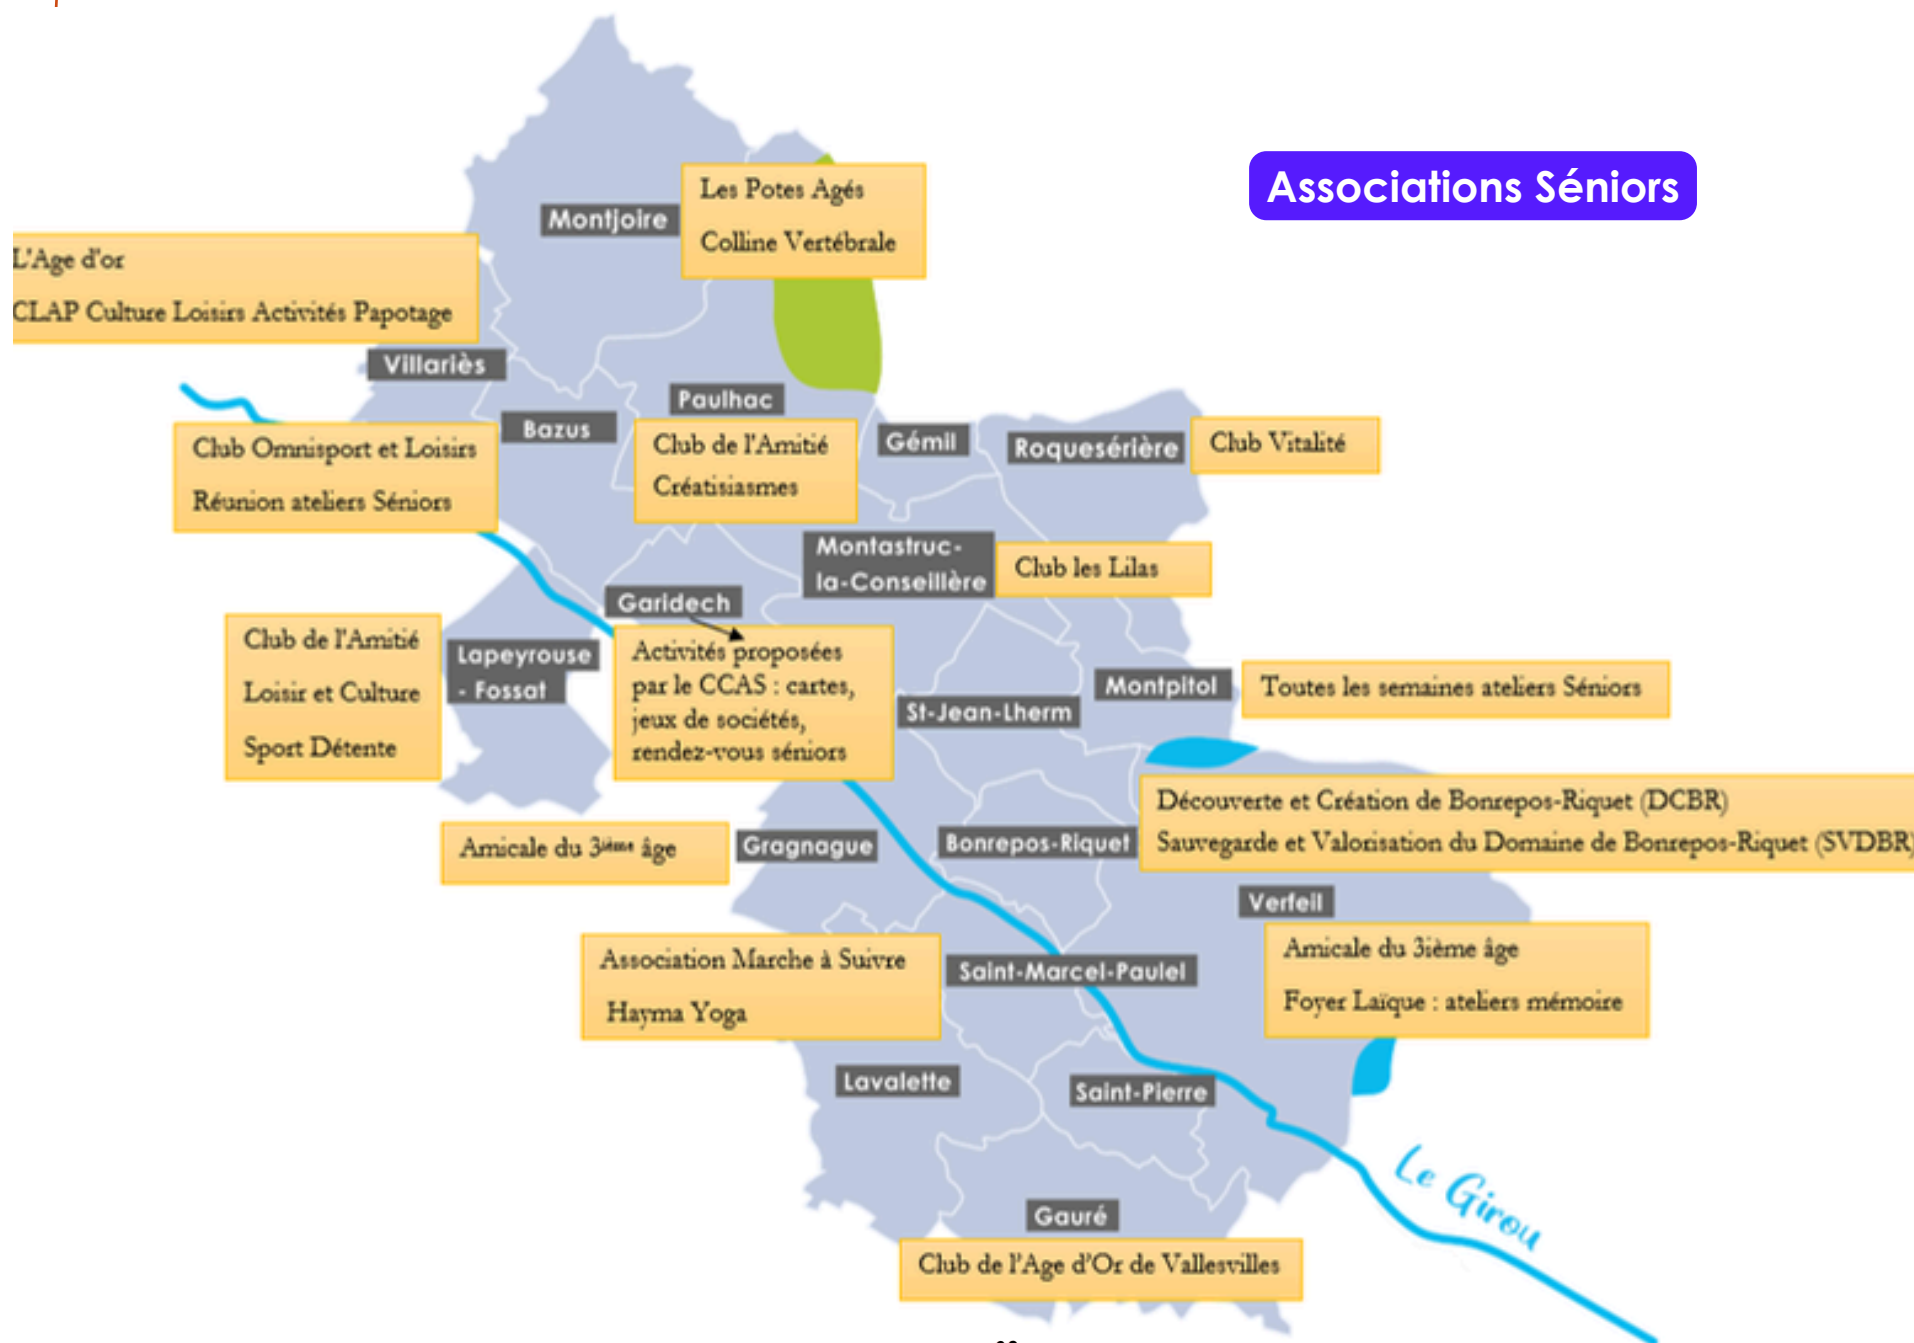 Associations Séniors
Montjoire
Les Potes Agés
Colline Vertébrale
L'Age d'or
CLAP Culture Loisirs Activités Papotage
Villariès
Bazus
Club Omnisport et Loisirs
Réunion ateliers Séniors
Paulhac
Club de l'Amitié
Créatisiasmes
Gémil
Roquesérière
Club Vitalité
Montastruc-
la-Conseillère
Club les Lilas
Garidech
Activités proposées
par le CCAS : cartes,
jeux de sociétés,
rendez-vous séniors
Club de l'Amitié
Loisir et Culture
Sport Détente
Lapeyrouse
- Fossat
St-Jean-Lherm
Montpitol
Toutes les semaines ateliers Séniors
Amicale du 3ième âge
Gragnague
Bonrepos-Riquet
Découverte et Création de Bonrepos-Riquet (DCBR)
Sauvegarde et Valorisation du Domaine de Bonrepos-Riquet (SVDBR)
Verfeil
Amicale du 3ième âge
Foyer Laïque : ateliers mémoire
Association Marche à Suivre
Hayma Yoga
Saint-Marcel-Paulel
Lavalette
Saint-Pierre
Le Girou
Gauré
Club de l'Age d'Or de Vallesvilles